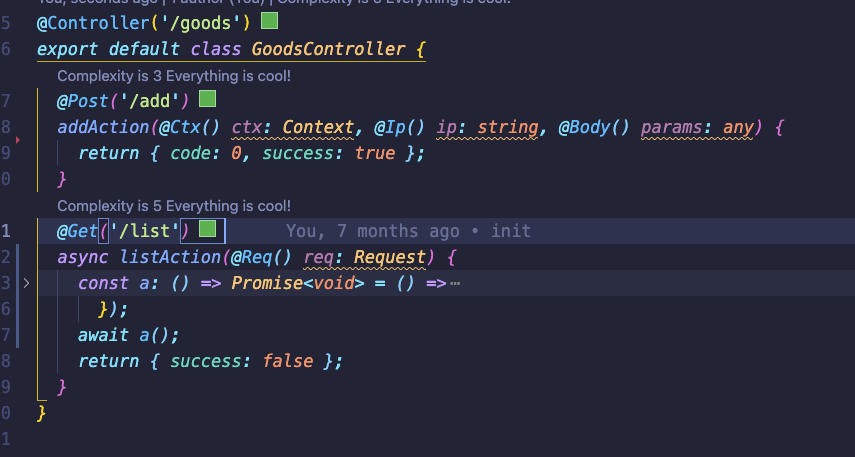 You, seconds ago | 1 author (You) | Complexity is 8 Everything is cool!
5 @Controller('/goods')
6 export default class GoodsController {
Complexity is 3 Everything is cool!
7 @Post('/add')
8 addAction(@Ctx() ctx: Context, @Ip() ip: string, @Body() params: any) {
9 return { code: 0, success: true };
0 }
Complexity is 5 Everything is cool!
1 @Get('/list') You, 7 months ago • init
2 async listAction(@Req() req: Request) {
3 const a: () => Promise<void> = () =>⋯
6 });
7 await a();
8 return { success: false };
9 }
0 }
1